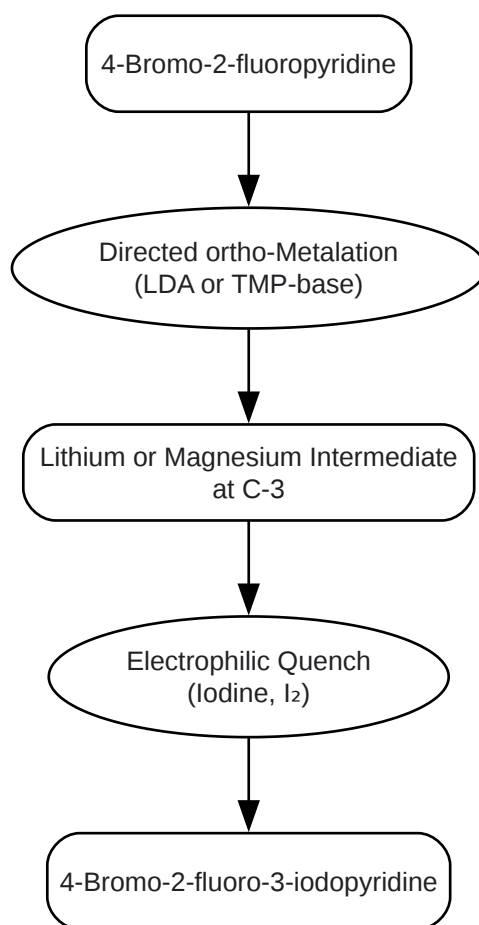 4-Bromo-2-fluoropyridine
Directed ortho-Metalation
(LDA or TMP-base)
Lithium or Magnesium Intermediate
at C-3
Electrophilic Quench
(Iodine, I₂)
4-Bromo-2-fluoro-3-iodopyridine